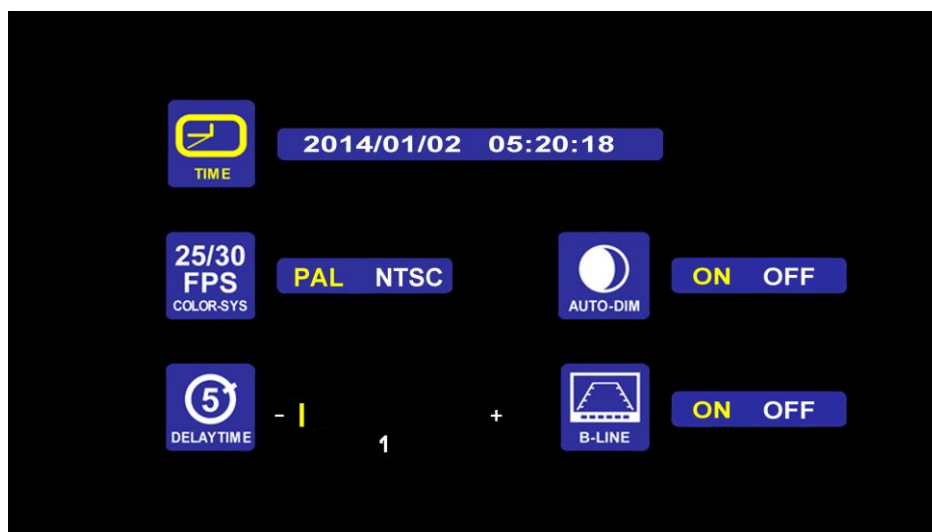 2014/01/02 05:20:18
TIME
25/30
FPS
COLOR-SYS
PAL NTSC
AUTO-DIM
ON OFF
5
DELAYTIME
- +
1
B-LINE
ON OFF